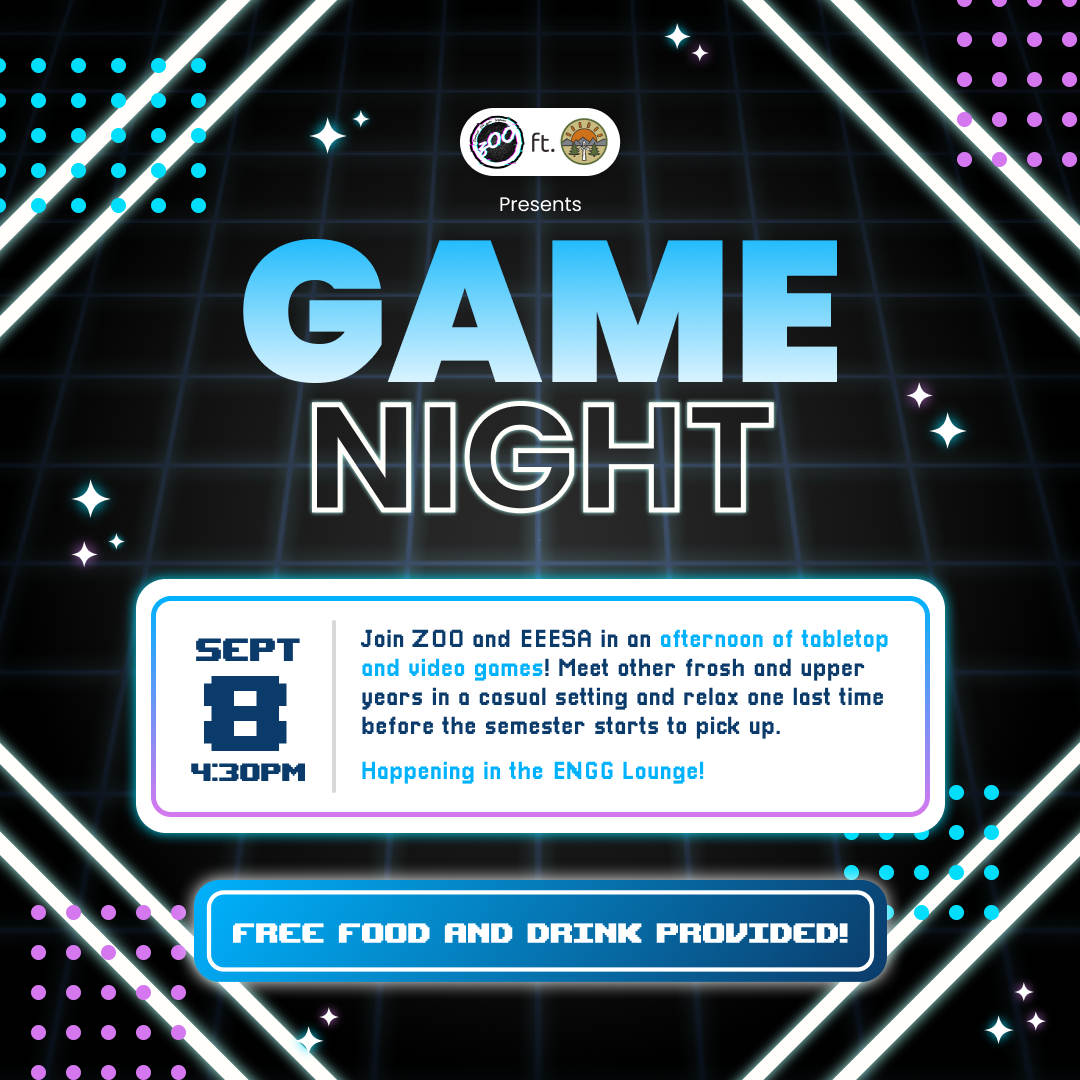 ZOO ft.
Presents
GAME
NIGHT
SEPT
8
4:30PM
Join ZOO and EEESA in an afternoon of tabletop
and video games! Meet other frosh and upper
years in a casual setting and relax one last time
before the semester starts to pick up.
Happening in the ENGG Lounge!
FREE FOOD AND DRINK PROVIDED!